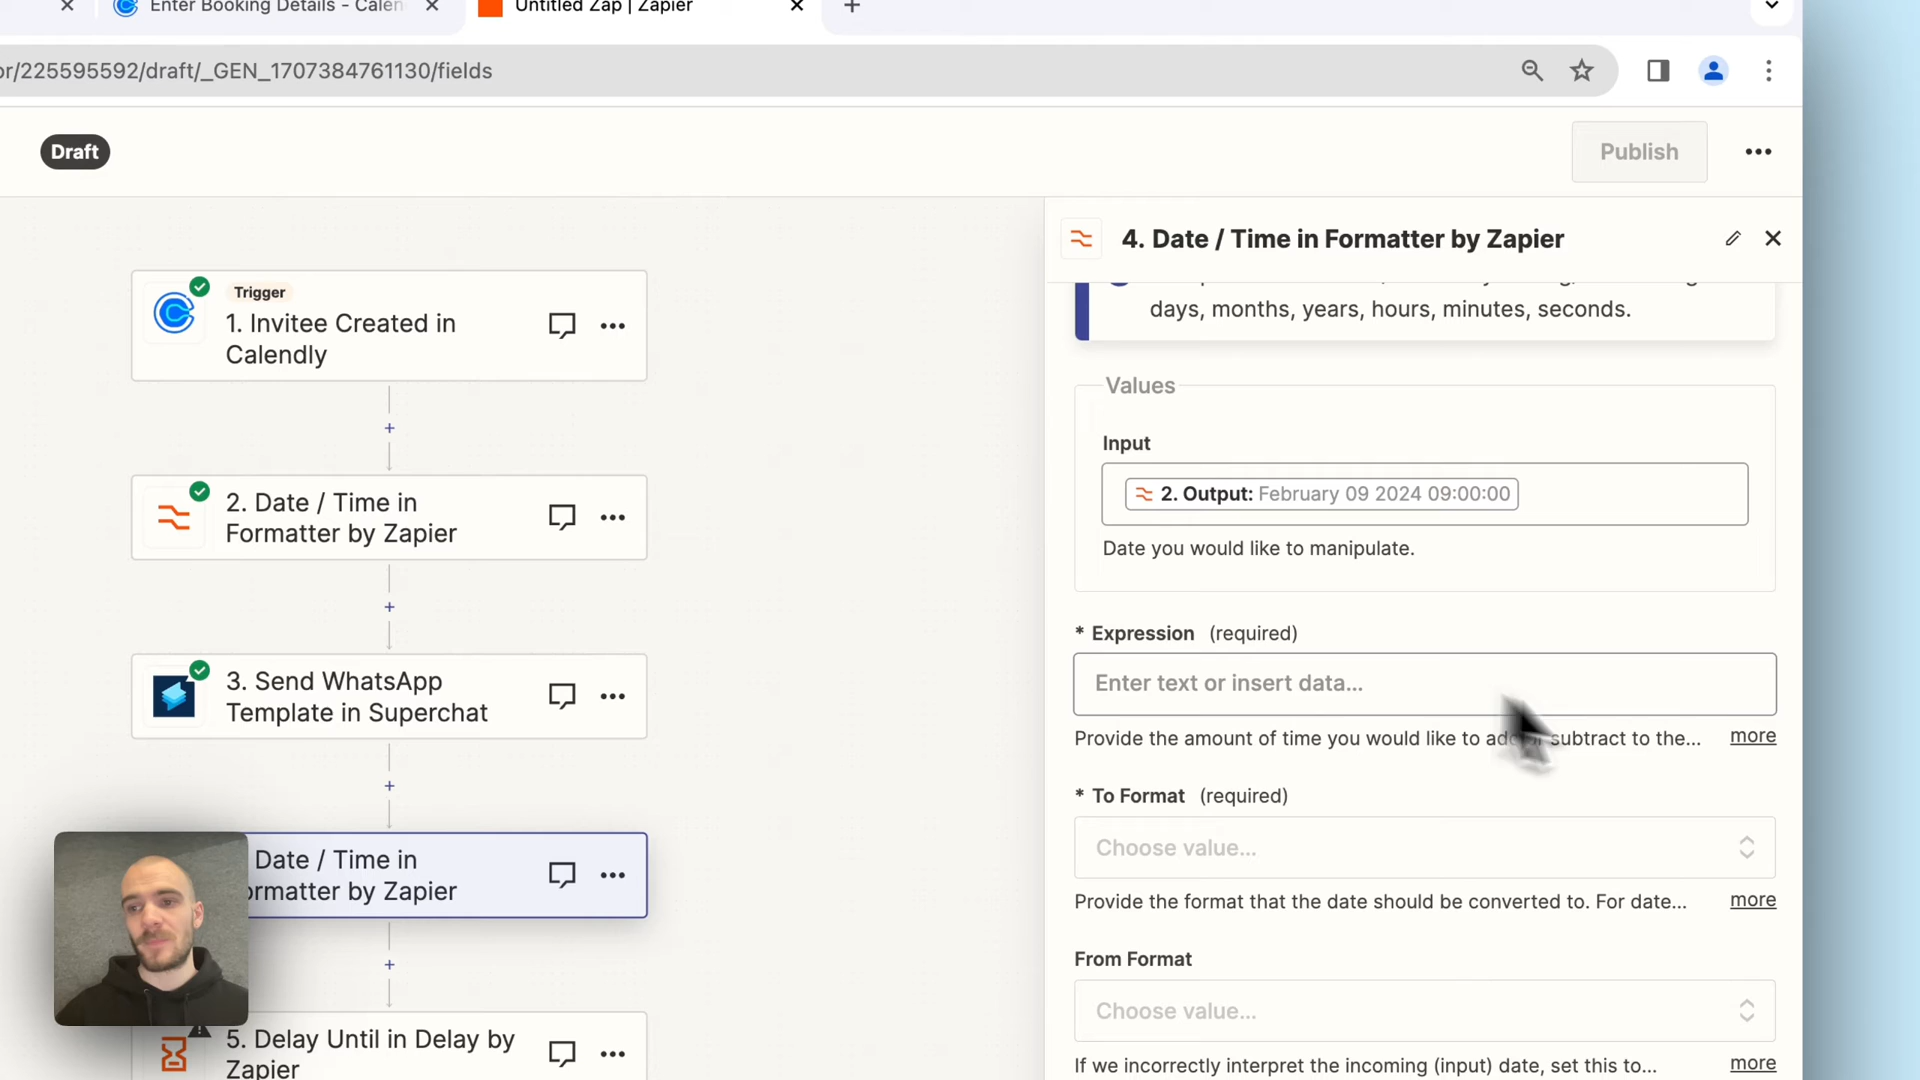 Enter Booking Details - Calen
Untitled Zap | Zapier
or/225595592/draft/_GEN_1707384761130/fields
Draft
Publish
4. Date / Time in Formatter by Zapier
days, months, years, hours, minutes, seconds.
Trigger
1. Invitee Created in
Calendly
2. Date / Time in
Formatter by Zapier
3. Send WhatsApp
Template in Superchat
Date / Time in
ormatter by Zapier
5. Delay Until in Delay by
Zapier
Values
Input
2. Output: February 09 2024 09:00:00
Date you would like to manipulate.
* Expression (required)
Enter text or insert data...
Provide the amount of time you would like to add or subtract to the... more
* To Format (required)
Choose value...
Provide the format that the date should be converted to. For date... more
From Format
Choose value...
If we incorrectly interpret the incoming (input) date, set this to... more